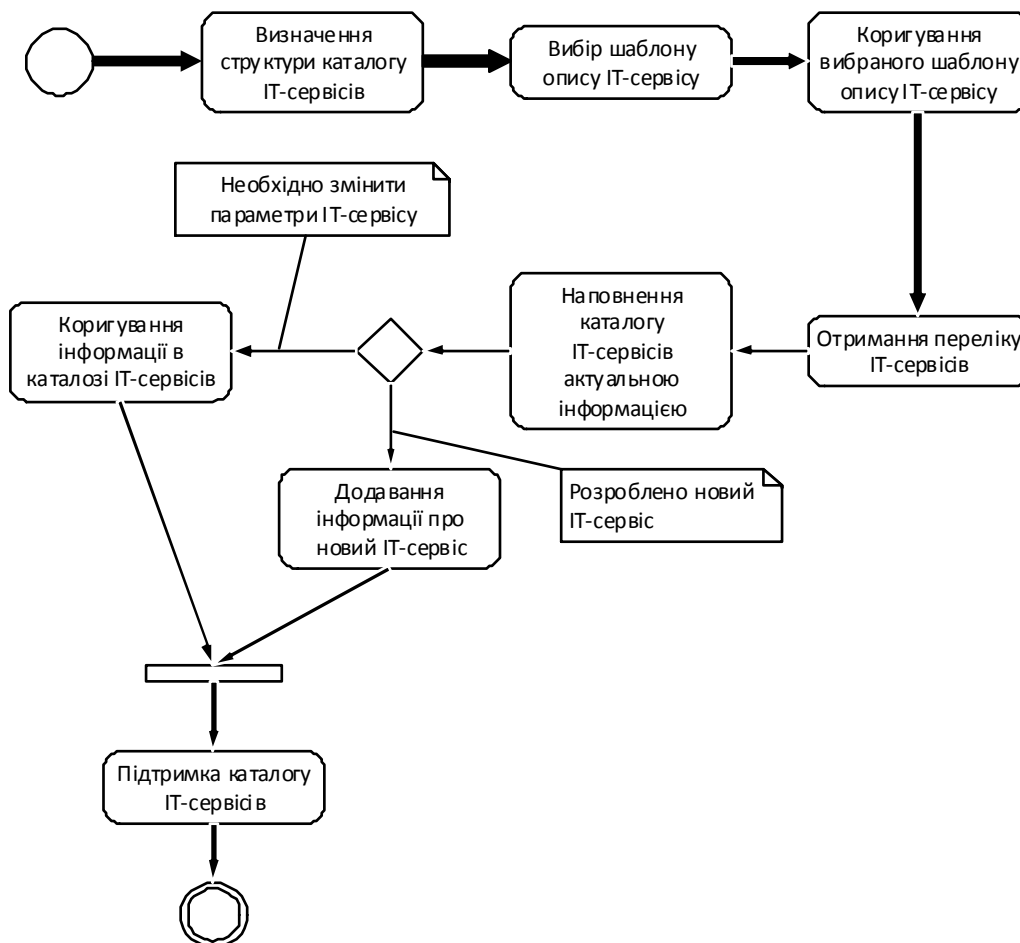 Визначення
структури каталогу
ІТ-сервісів
Вибір шаблону
опису ІТ-сервісу
Коригування
вибраного шаблону
опису ІТ-сервісу
Необхідно змінити
параметри ІТ-сервісу
Коригування
інформації в
каталозі ІТ-сервісів
Наповнення
каталогу
ІТ-сервісів
актуальною
інформацією
Отримання переліку
ІТ-сервісів
Додавання
інформації про
новий ІТ-сервіс
Розроблено новий
ІТ-сервіс
Підтримка каталогу
ІТ-сервісів